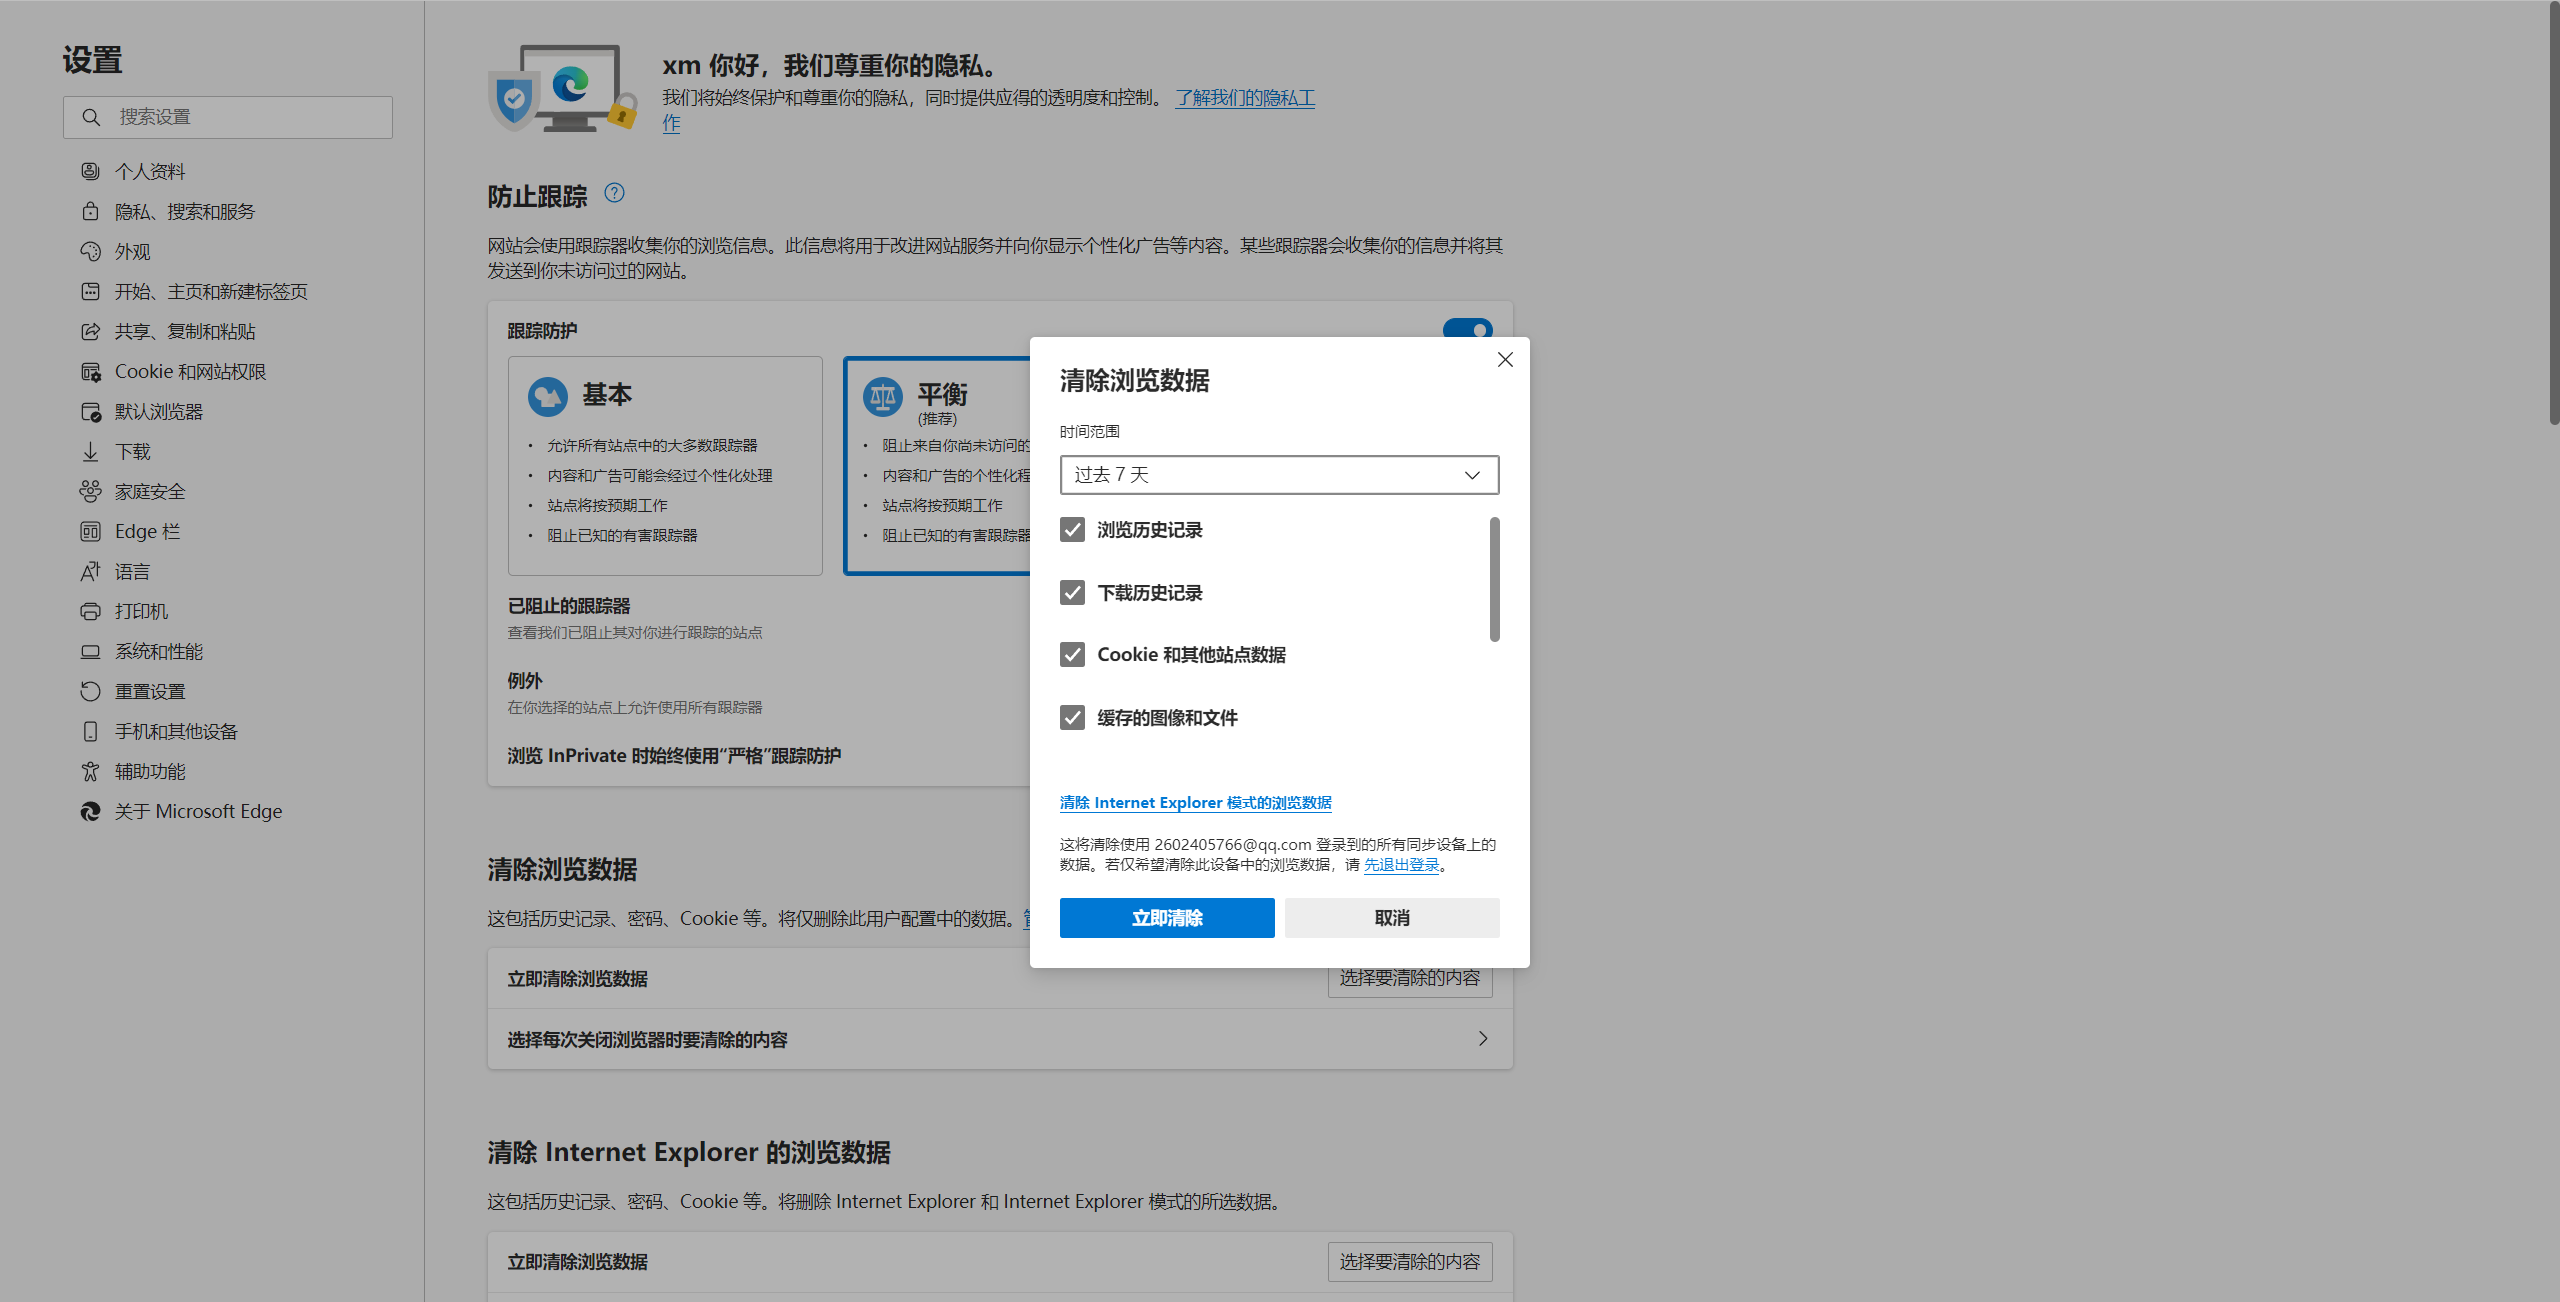 设置
搜索设置
个人资料
隐私、搜索和服务
外观
开始、主页和新建标签页
共享、复制和粘贴
Cookie 和网站权限
默认浏览器
下载
家庭安全
Edge 栏
语言
打印机
系统和性能
重置设置
手机和其他设备
辅助功能
关于 Microsoft Edge
xm 你好，我们尊重你的隐私。
我们将始终保护和尊重你的隐私，同时提供应得的透明度和控制。 了解我们的隐私工
作
防止跟踪
网站会使用跟踪器收集你的浏览信息。此信息将用于改进网站服务并向你显示个性化广告等内容。某些跟踪器会收集你的信息并将其
发送到你未访问过的网站。
跟踪防护
基本
• 允许所有站点中的大多数跟踪器
• 内容和广告可能会经过个性化处理
• 站点将按预期工作
• 阻止已知的有害跟踪器
平衡
(推荐)
• 阻止来自你尚未访问的
• 内容和广告的个性化程
• 站点将按预期工作
• 阻止已知的有害跟踪器
已阻止的跟踪器
查看我们已阻止其对你进行跟踪的站点
例外
在你选择的站点上允许使用所有跟踪器
浏览 InPrivate 时始终使用“严格”跟踪防护
清除浏览数据
这包括历史记录、密码、Cookie 等。将仅删除此用户配置中的数据。
立即清除浏览数据
选择要清除的内容
选择每次关闭浏览器时要清除的内容
清除 Internet Explorer 的浏览数据
这包括历史记录、密码、Cookie 等。将删除 Internet Explorer 和 Internet Explorer 模式的所选数据。
立即清除浏览数据
选择要清除的内容
清除浏览数据
时间范围
过去 7 天
浏览历史记录
下载历史记录
Cookie 和其他站点数据
缓存的图像和文件
清除 Internet Explorer 模式的浏览数据
这将清除使用 2602405766@qq.com 登录到的所有同步设备上的
数据。若仅希望清除此设备中的浏览数据，请 先退出登录。
立即清除
取消